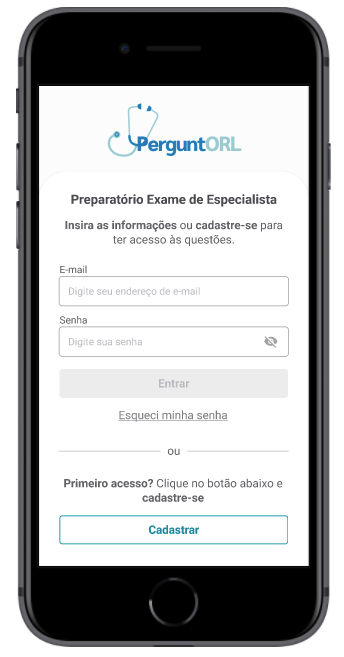 PerguntORL
Preparatório Exame de Especialista
Insira as informações ou cadastre-se para
ter acesso às questões.
E-mail
Digite seu endereço de e-mail
Senha
Digite sua senha
Entrar
Esqueci minha senha
ou
Primeiro acesso? Clique no botão abaixo e
cadastre-se
Cadastrar